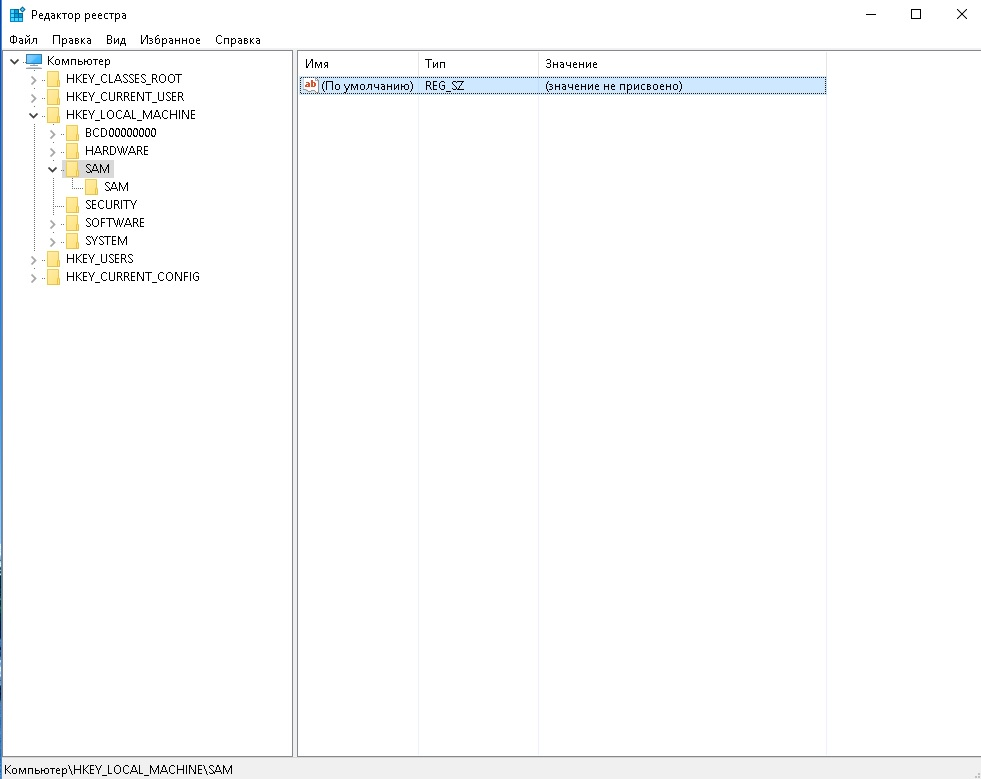 Редактор реестра
Файл Правка Вид Избранное Справка
Компьютер
HKEY_CLASSES_ROOT
HKEY_CURRENT_USER
HKEY_LOCAL_MACHINE
BCD00000000
HARDWARE
SAM
SAM
SECURITY
SOFTWARE
SYSTEM
HKEY_USERS
HKEY_CURRENT_CONFIG
Имя Тип Значение
ab (По умолчанию) REG_SZ (значение не присвоено)
Компьютер\HKEY_LOCAL_MACHINE\SAM